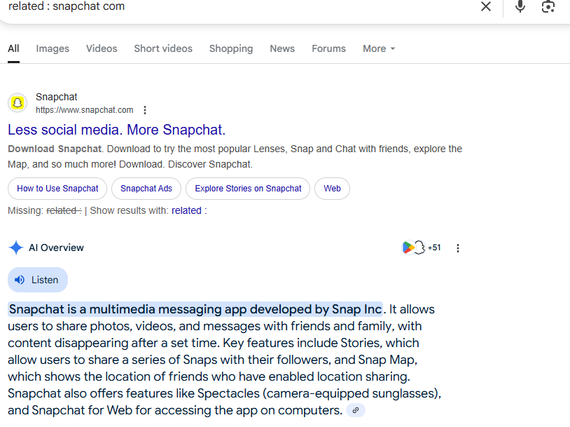 related : snapchat com
All Images Videos Short videos Shopping News Forums More
Snapchat
https://www.snapchat.com
Less social media. More Snapchat.
Download Snapchat. Download to try the most popular Lenses, Snap and Chat with friends, explore the
Map, and so much more! Download. Discover Snapchat.
How to Use Snapchat Snapchat Ads Explore Stories on Snapchat Web
Missing: related : | Show results with: related :
AI Overview +51
Listen
Snapchat is a multimedia messaging app developed by Snap Inc. It allows
users to share photos, videos, and messages with friends and family, with
content disappearing after a set time. Key features include Stories, which
allow users to share a series of Snaps with their followers, and Snap Map,
which shows the location of friends who have enabled location sharing.
Snapchat also offers features like Spectacles (camera-equipped sunglasses),
and Snapchat for Web for accessing the app on computers.